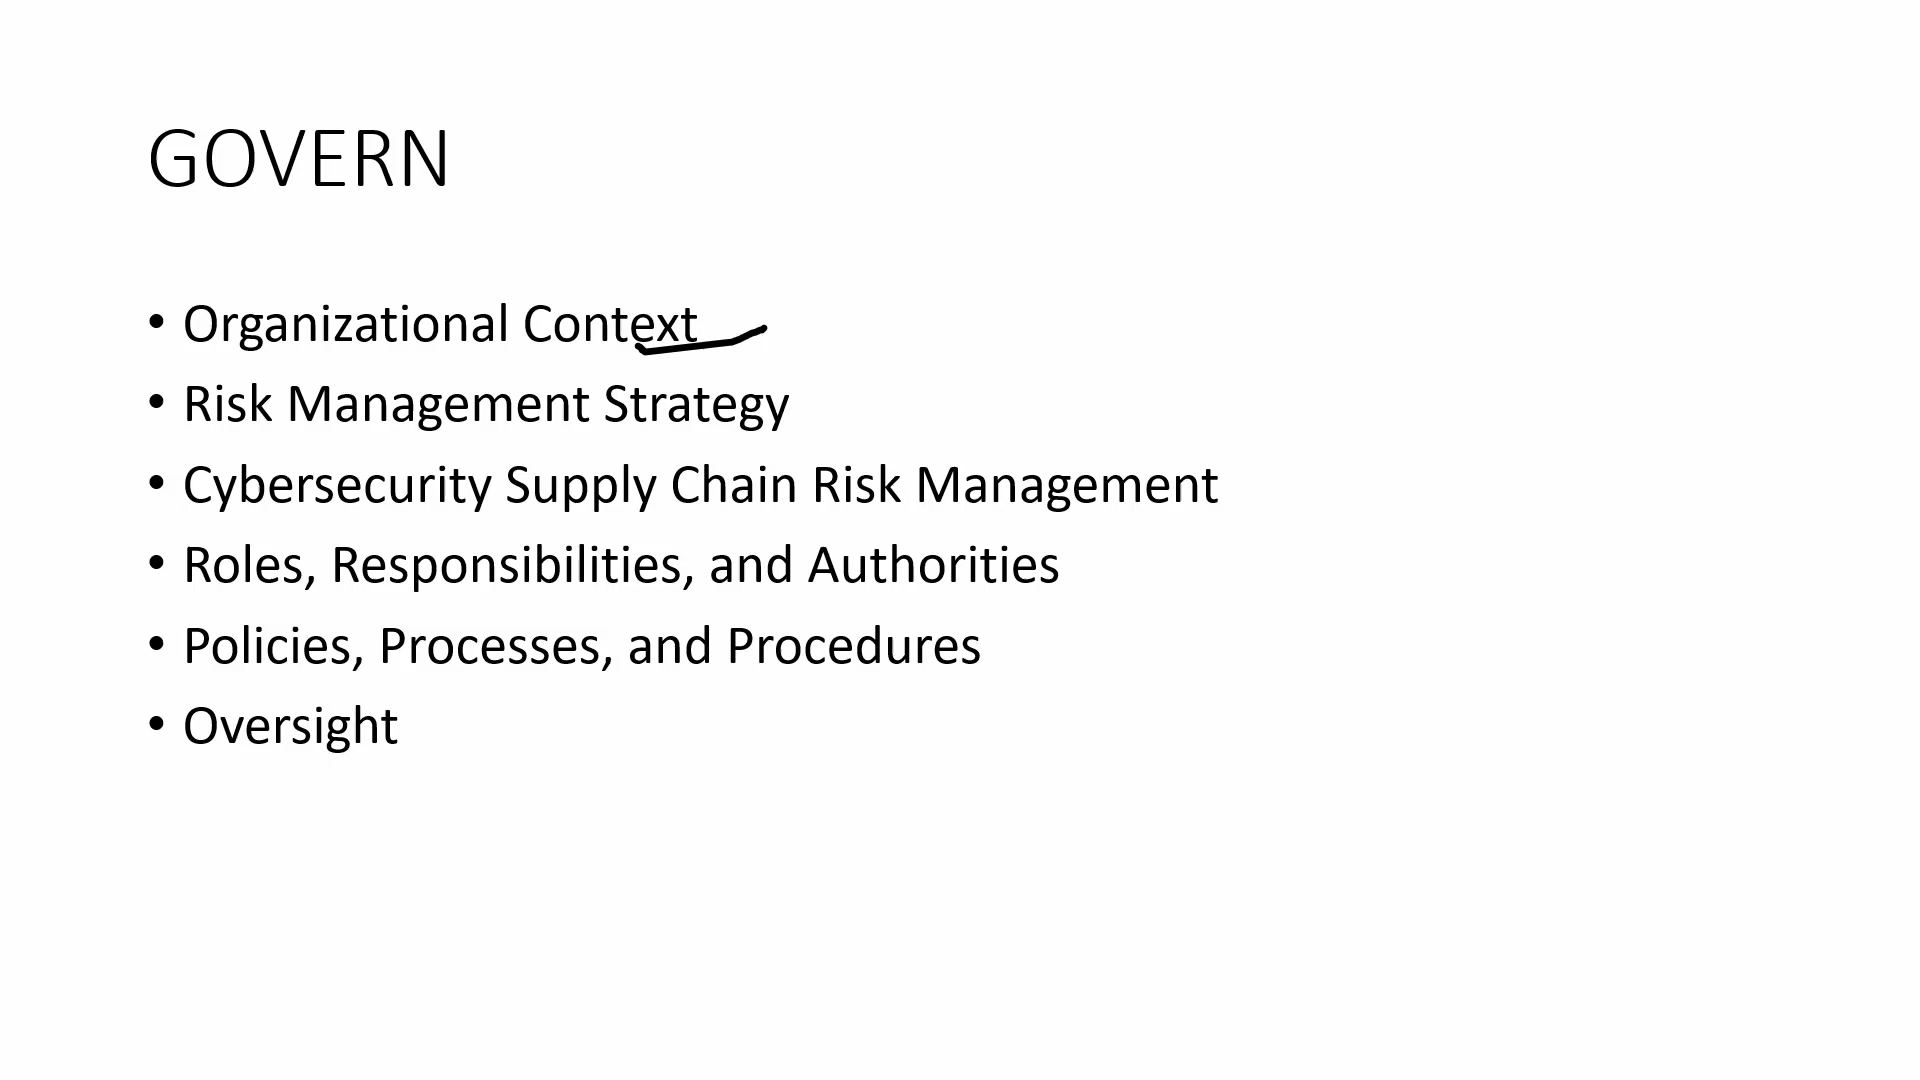 GOVERN
• Organizational Context
• Risk Management Strategy
• Cybersecurity Supply Chain Risk Management
• Roles, Responsibilities, and Authorities
• Policies, Processes, and Procedures
• Oversight